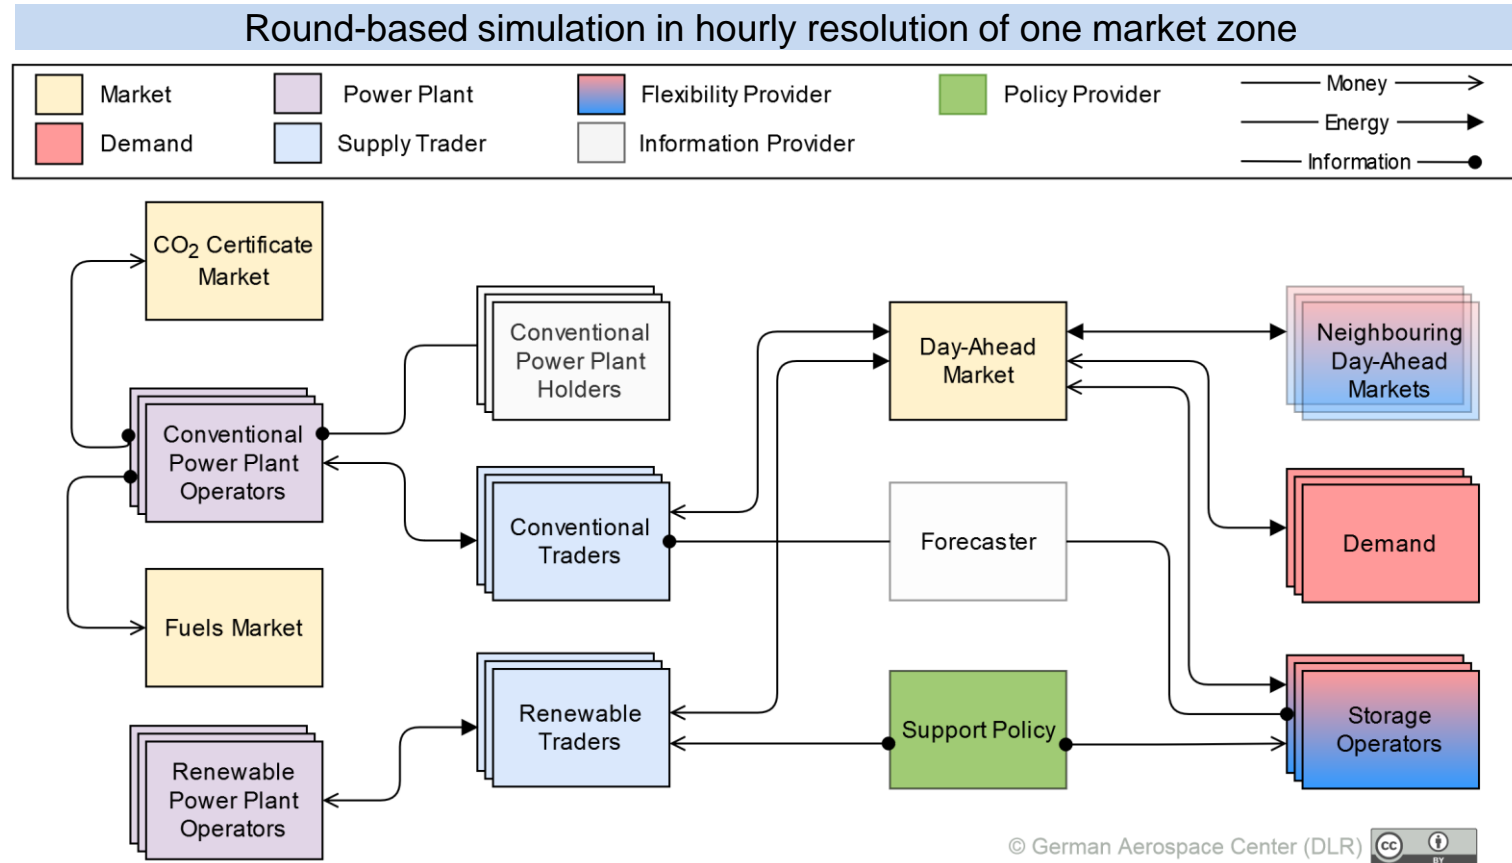 Round-based simulation in hourly resolution of one market zone
Market
Power Plant
Flexibility Provider
Policy Provider
Money
Demand
Supply Trader
Information Provider
Energy
Information
CO2 Certificate
Market
Conventional
Power Plant
Holders
Day-Ahead
Market
Neighbouring
Day-Ahead
Markets
Conventional
Power Plant
Operators
Conventional
Traders
Forecaster
Demand
Fuels Market
Renewable
Traders
Support Policy
Storage
Operators
Renewable
Power Plant
Operators
© German Aerospace Center (DLR)
cc
BY